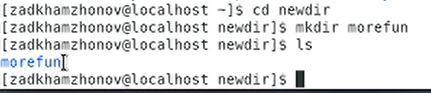 [zadkhamzhonov@localhost ~]$ cd newdir
[zadkhamzhonov@localhost newdir]$ mkdir morefun
[zadkhamzhonov@localhost newdir]$ ls
morefun
[zadkhamzhonov@localhost newdir]$